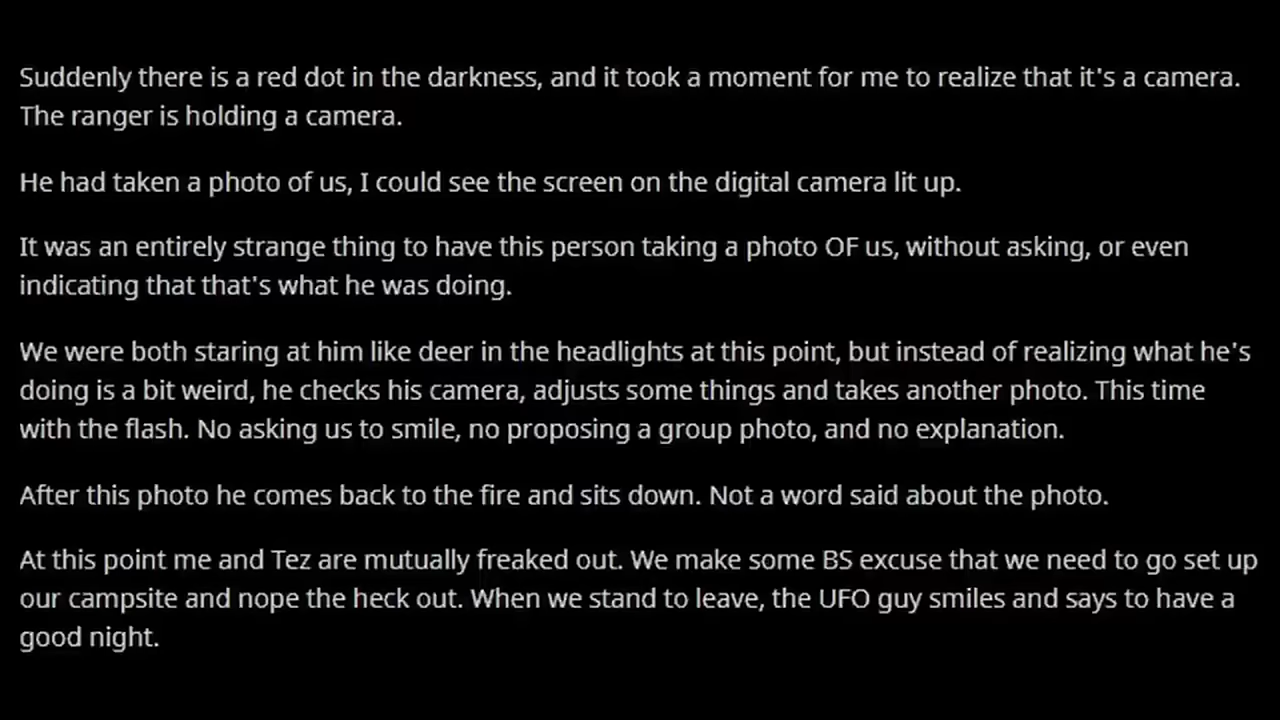 Suddenly there is a red dot in the darkness, and it took a moment for me to realize that it's a camera.
The ranger is holding a camera.
He had taken a photo of us, I could see the screen on the digital camera lit up.
It was an entirely strange thing to have this person taking a photo OF us, without asking, or even
indicating that that's what he was doing.
We were both staring at him like deer in the headlights at this point, but instead of realizing what he's
doing is a bit weird, he checks his camera, adjusts some things and takes another photo. This time
with the flash. No asking us to smile, no proposing a group photo, and no explanation.
After this photo he comes back to the fire and sits down. Not a word said about the photo.
At this point me and Tez are mutually freaked out. We make some BS excuse that we need to go set up
our campsite and nope the heck out. When we stand to leave, the UFO guy smiles and says to have a
good night.